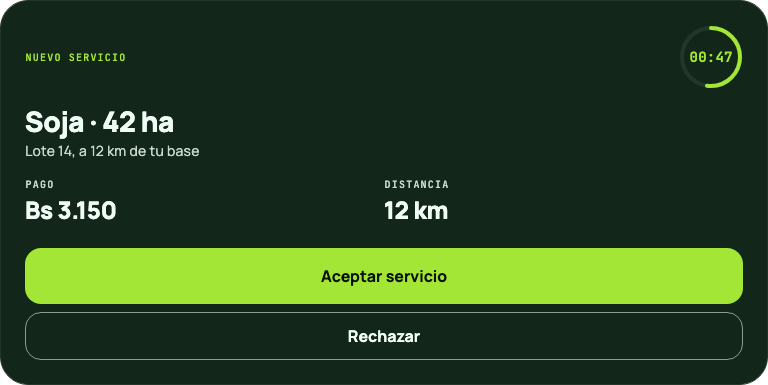 NUEVO SERVICIO
00:47
Soja · 42 ha
Lote 14, a 12 km de tu base
PAGO
DISTANCIA
Bs 3.150
12 km
Aceptar servicio
Rechazar